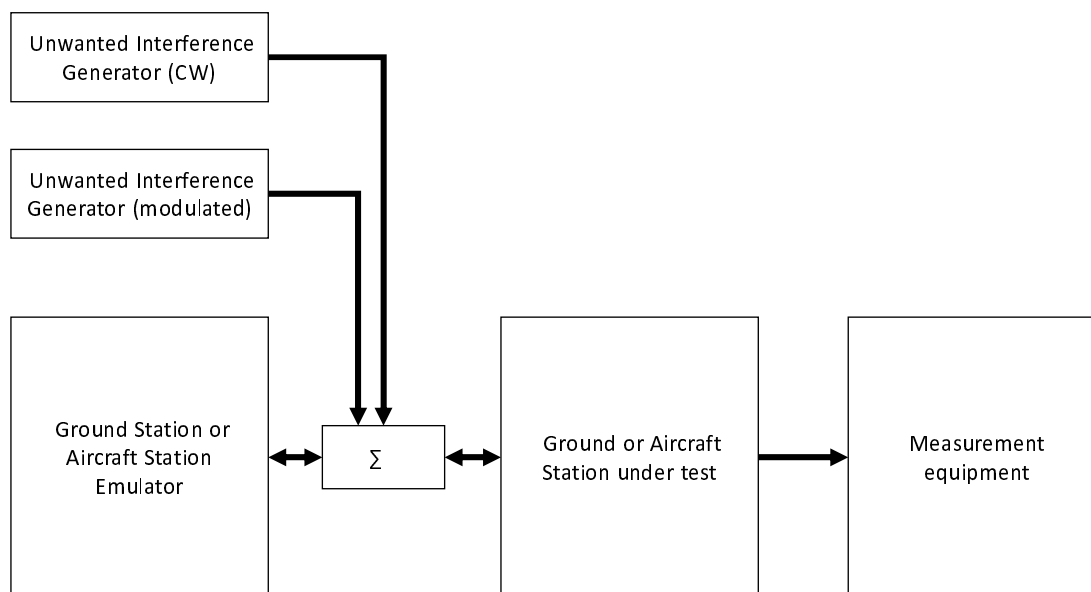 Unwanted Interference
Generator (CW)
Unwanted Interference
Generator (modulated)
Ground Station or
Aircraft Station
Emulator
∑
Ground or Aircraft
Station under test
Measurement
equipment